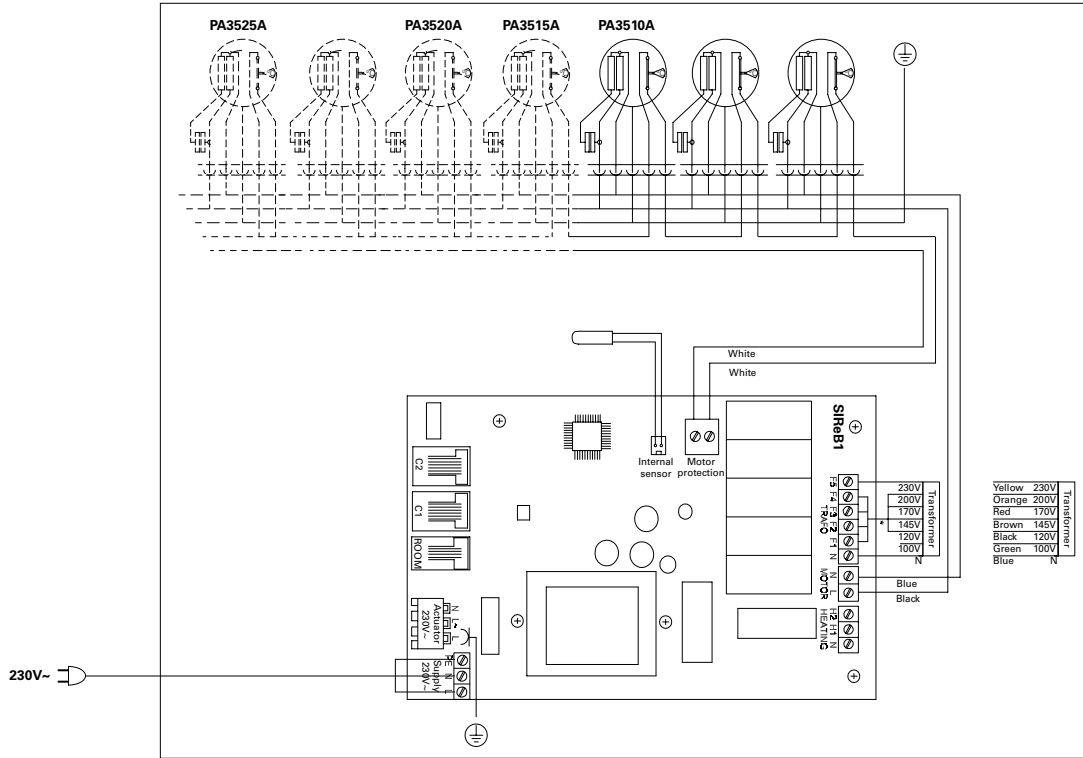 PA3525A PA3520A PA3515A PA3510A
White
White
SIReB1
Internal sensor
Motor protection
C2
C1
ROOM
Actuator 230V~
N
L*
L
PE
N
L
Supply 230V~
230V~
F5
F4
F3
F2
F1
N
TRAFO
230V
200V
170V
145V
120V
100V
N
Transformer
*
N
L
MOTOR
Blue
Black
H2
H1
N
HEATING
Yellow 230V
Orange 200V
Red 170V
Brown 145V
Black 120V
Green 100V
Blue N
Transformer